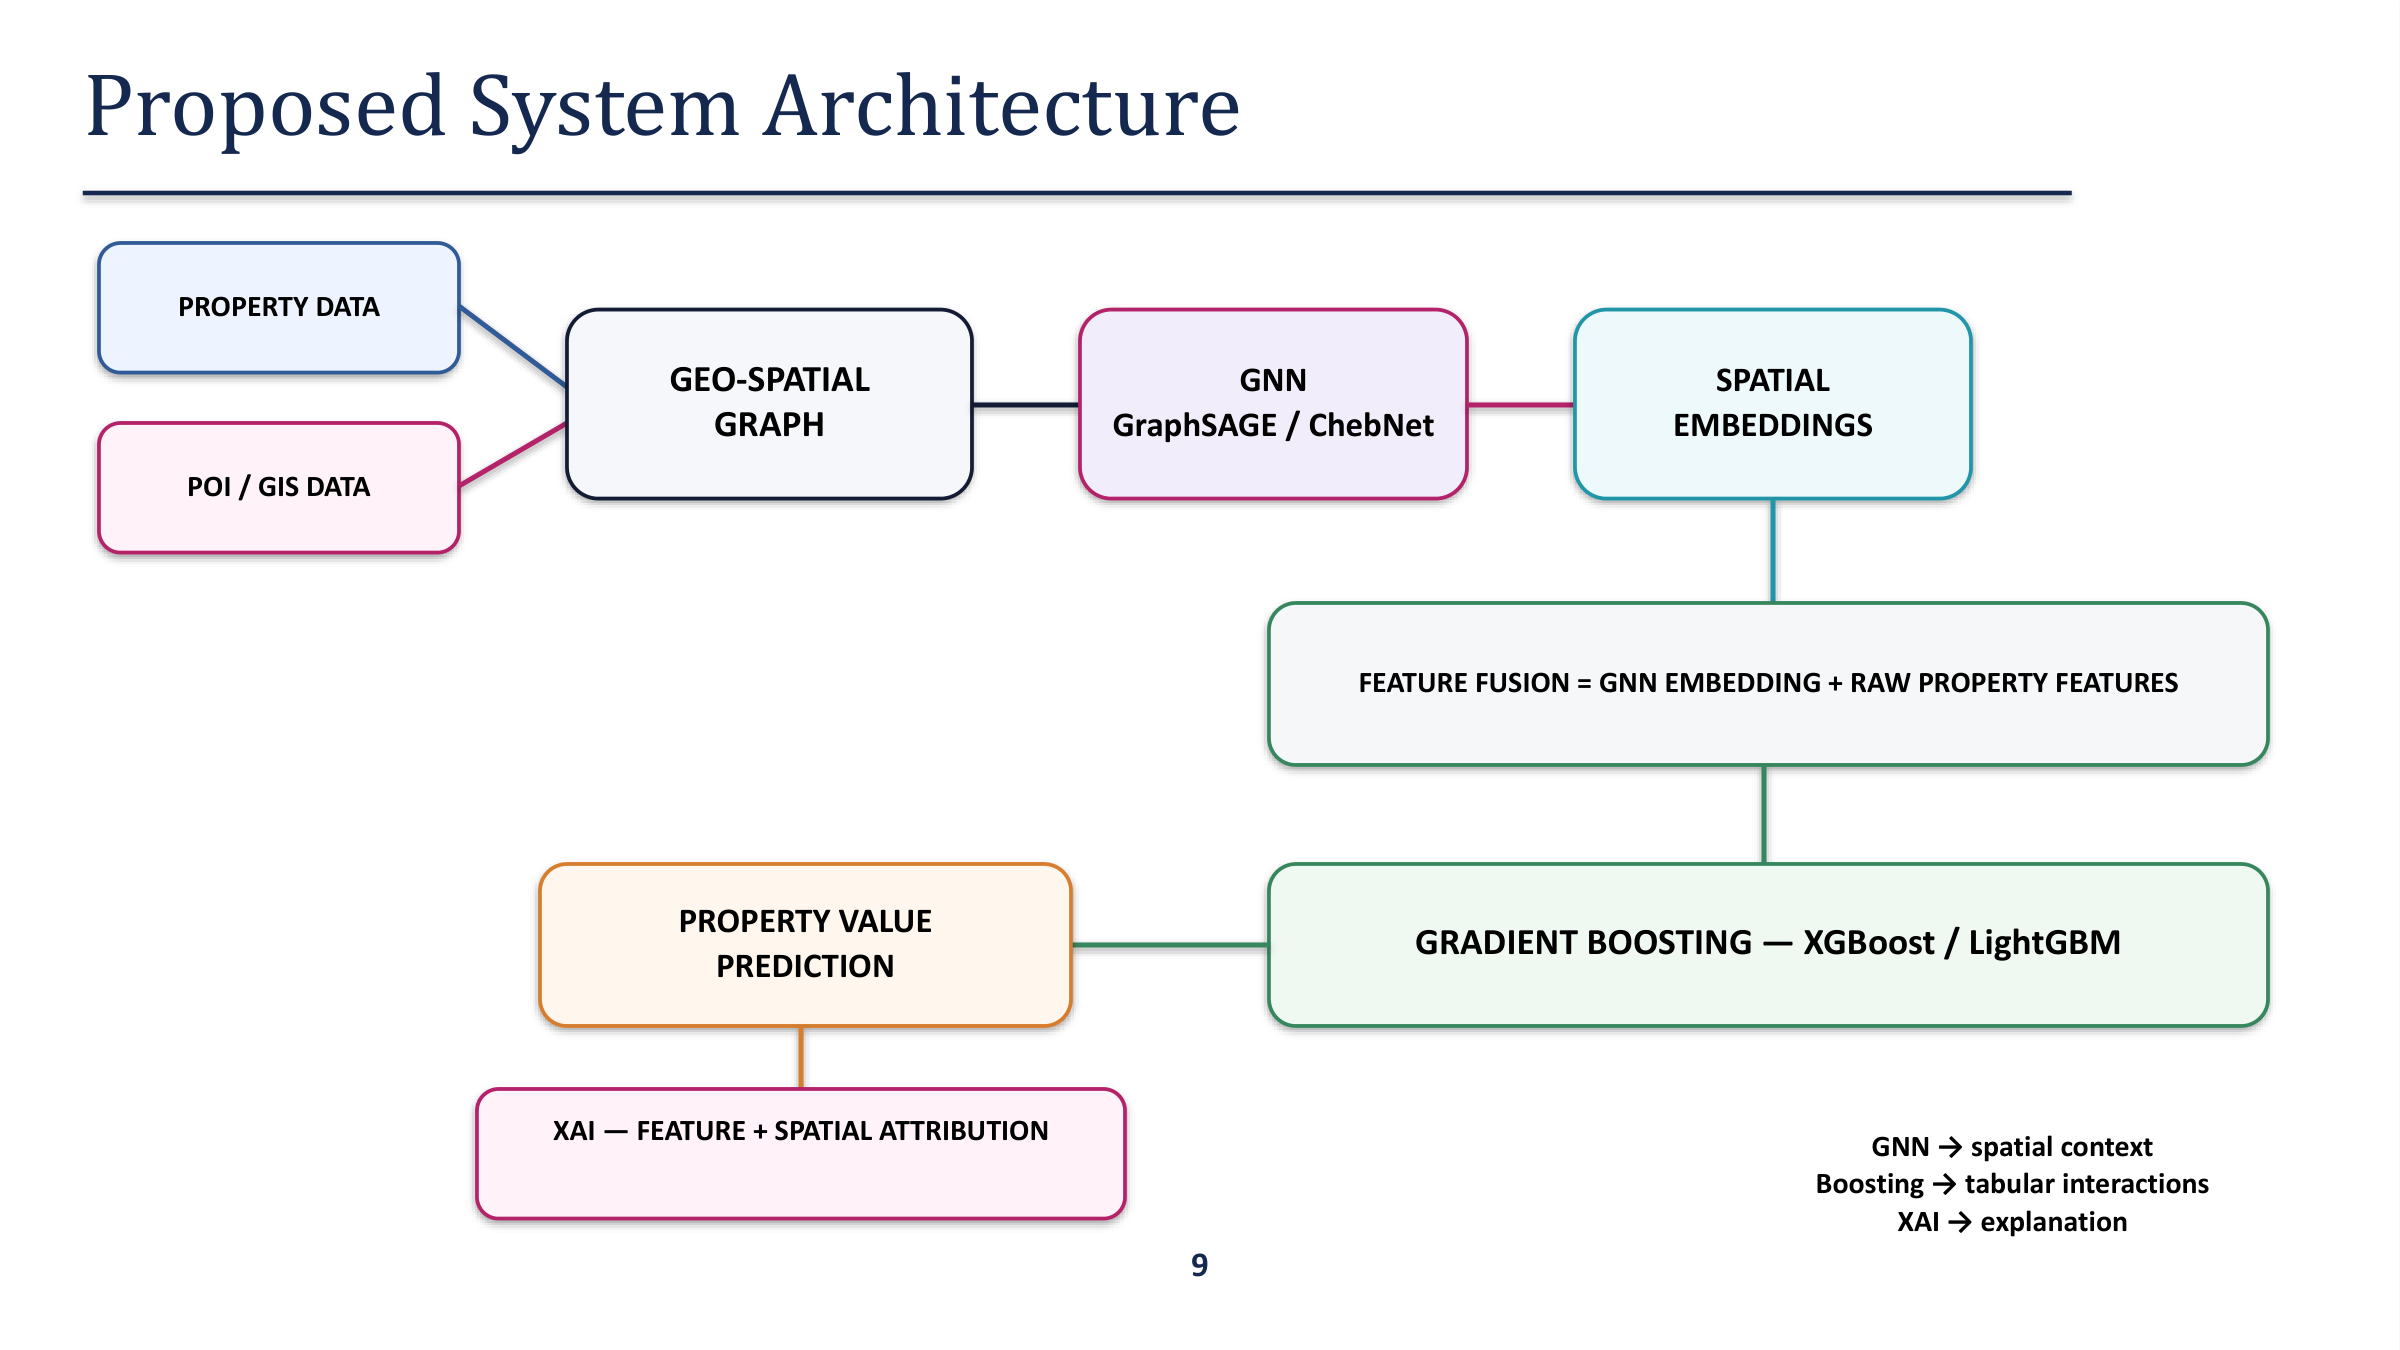 Proposed System Architecture
PROPERTY DATA
POI / GIS DATA
GEO-SPATIAL
GRAPH
GNN
GraphSAGE / ChebNet
SPATIAL
EMBEDDINGS
FEATURE FUSION = GNN EMBEDDING + RAW PROPERTY FEATURES
GRADIENT BOOSTING — XGBoost / LightGBM
PROPERTY VALUE
PREDICTION
XAI — FEATURE + SPATIAL ATTRIBUTION
GNN → spatial context
Boosting → tabular interactions
XAI → explanation
9